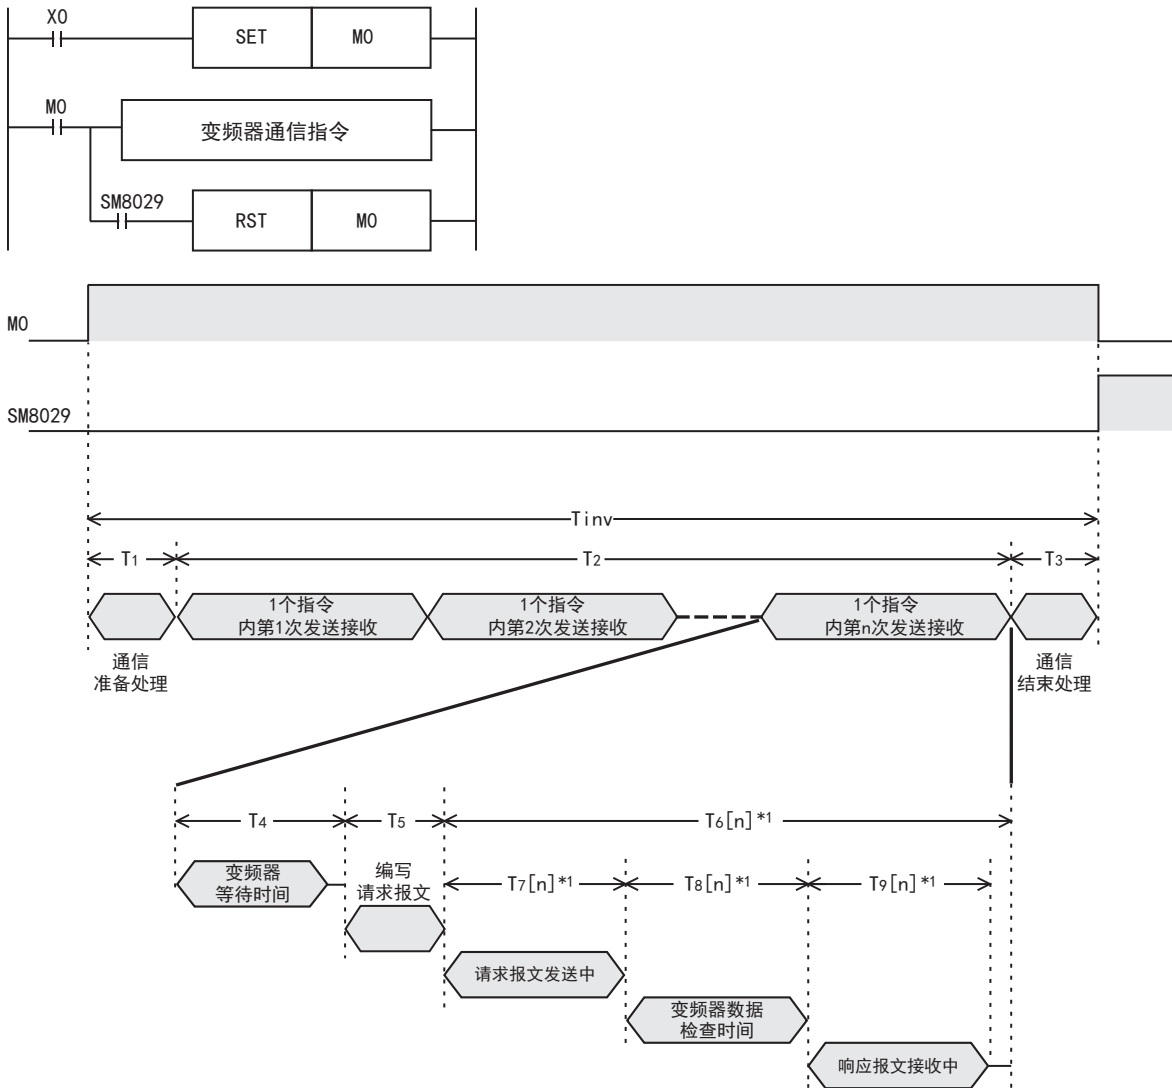 X0
SET M0
M0
变频器通信指令
SM8029
RST M0
M0
SM8029
Tinv
T1 T2 T3
1个指令
内第1次发送接收
1个指令
内第2次发送接收
1个指令
内第n次发送接收
通信
准备处理
通信
结束处理
T4 T5 T6[n]*1
变频器
等待时间
编写
请求报文
T7[n]*1 T8[n]*1 T9[n]*1
请求报文发送中
变频器数据
检查时间
响应报文接收中